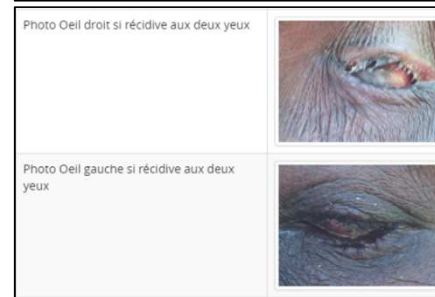 Photo Oeil droit si récidive aux deux yeux
Photo Oeil gauche si récidive aux deux
yeux